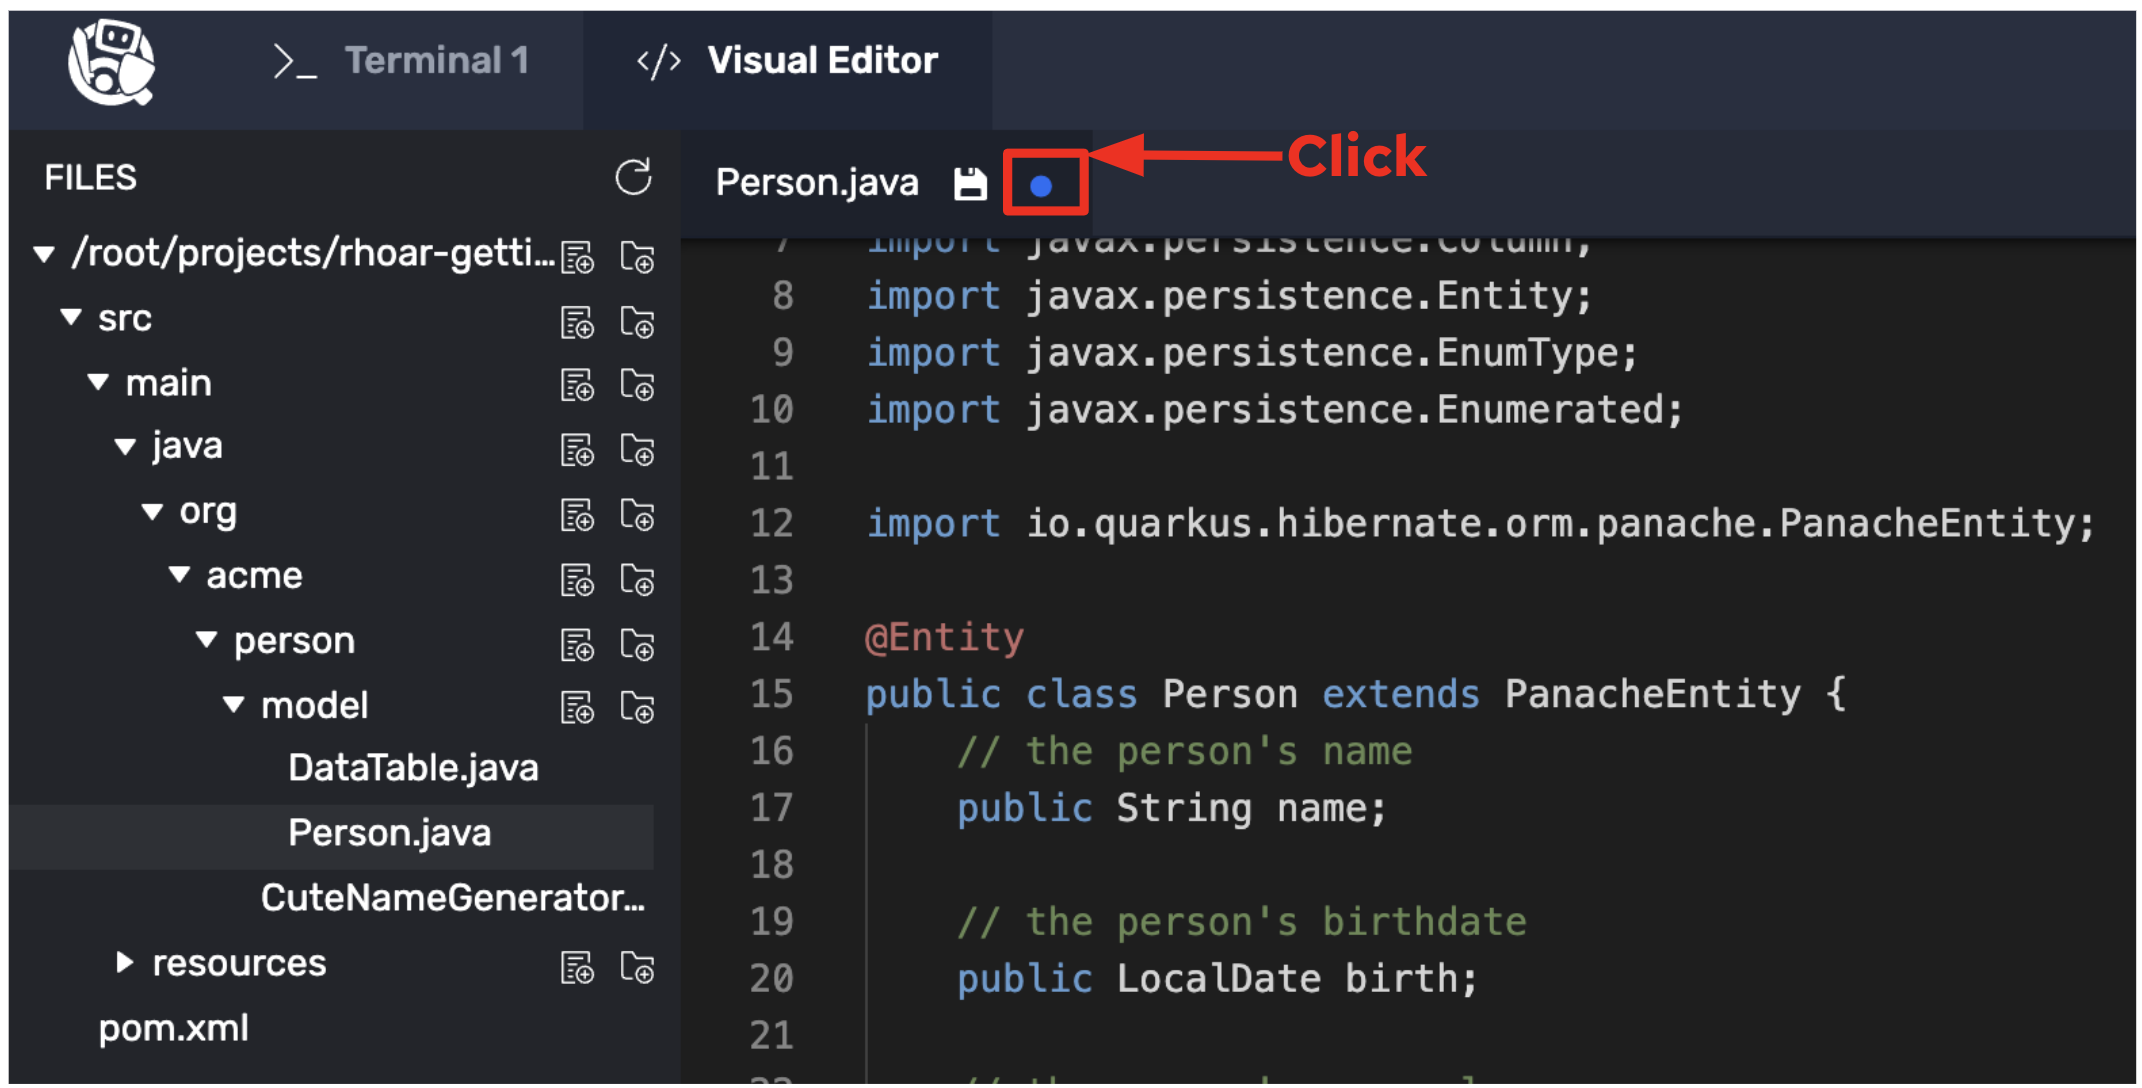 Terminal 1
</> Visual Editor
FILES
Person.java
Click
/root/projects/rhoar-getti...
src
main
java
org
acme
person
model
DataTable.java
Person.java
CuteNameGenerator...
resources
pom.xml
7 import javax.persistence.Column;
8 import javax.persistence.Entity;
9 import javax.persistence.EnumType;
10 import javax.persistence.Enumerated;
11
12 import io.quarkus.hibernate.orm.panache.PanacheEntity;
13
14 @Entity
15 public class Person extends PanacheEntity {
16 // the person's name
17 public String name;
18
19 // the person's birthdate
20 public LocalDate birth;
21